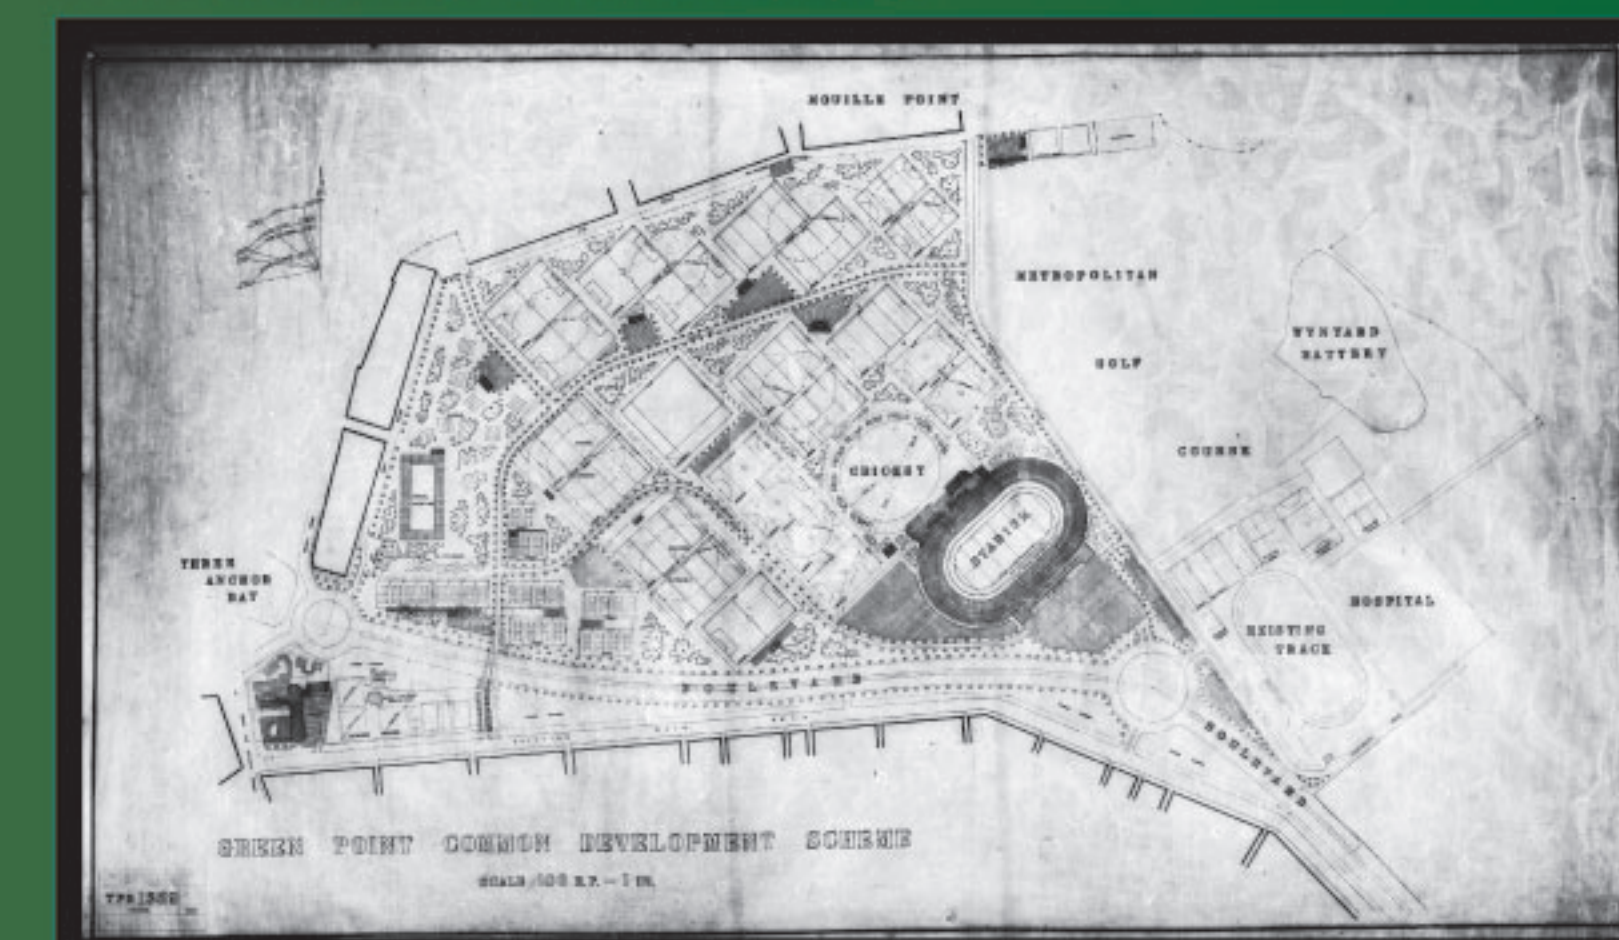 MOUILLE POINT
METROPOLITAN
WYNYARD
BATTERY
GOLF
COURSE
CRICKET
STADIUM
THREE
ANCHOR
BAY
HOSPITAL
EXISTING
TRACK
BOULEVARD
BOULEVARD
GREEN POINT COMMON DEVELOPMENT SCHEME